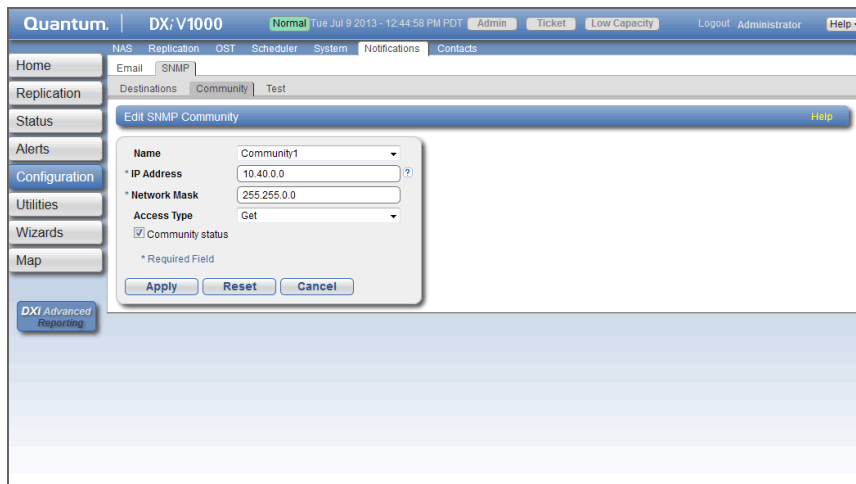 Quantum. DXi V1000 Normal Tue Jul 9 2013 - 12:44:58 PM PDT Admin Ticket Low Capacity Logout Administrator Help
NAS Replication OST Scheduler System Notifications Contacts
Home
Replication
Status
Alerts
Configuration
Utilities
Wizards
Map
DXi Advanced
Reporting
Email SNMP
Destinations Community Test
Edit SNMP Community Help
Name Community1
* IP Address 10.40.0.0 ?
* Network Mask 255.255.0.0
Access Type Get
Community status
* Required Field
Apply Reset Cancel